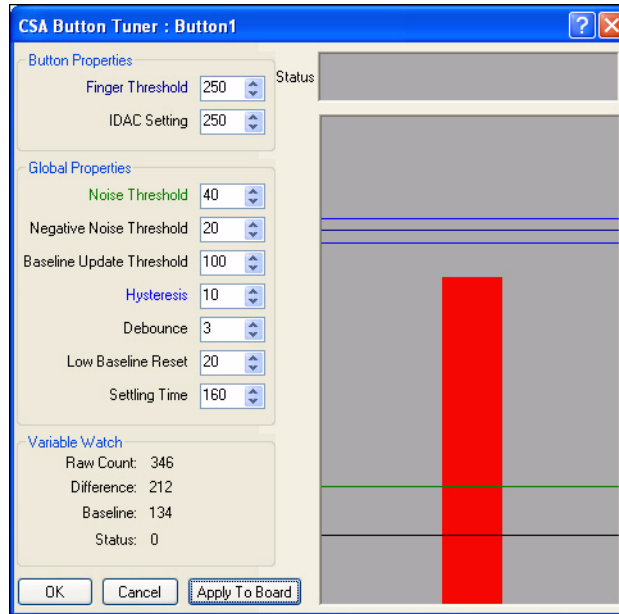 CSA Button Tuner : Button1
Button Properties
Finger Threshold 250
IDAC Setting 250
Status
Global Properties
Noise Threshold 40
Negative Noise Threshold 20
Baseline Update Threshold 100
Hysteresis 10
Debounce 3
Low Baseline Reset 20
Settling Time 160
Variable Watch
Raw Count: 346
Difference: 212
Baseline: 134
Status: 0
OK Cancel Apply To Board